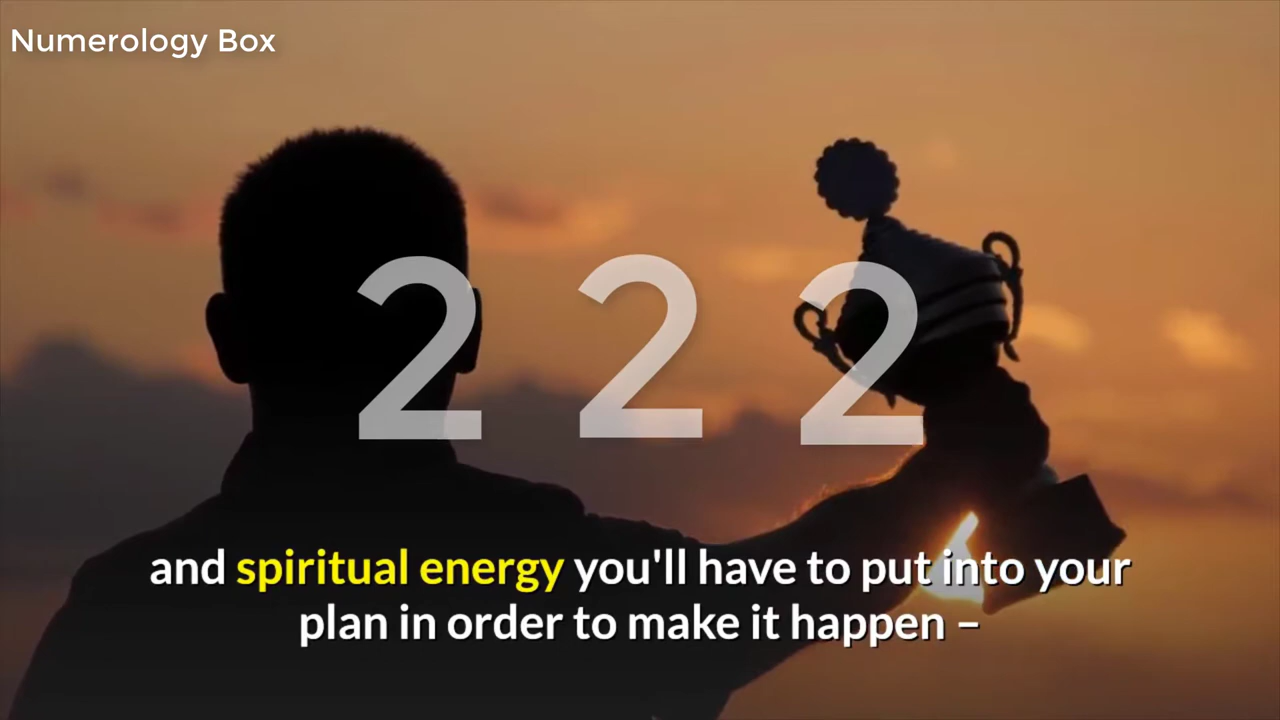 Numerology Box
2 2 2
and spiritual energy you'll have to put into your
plan in order to make it happen –